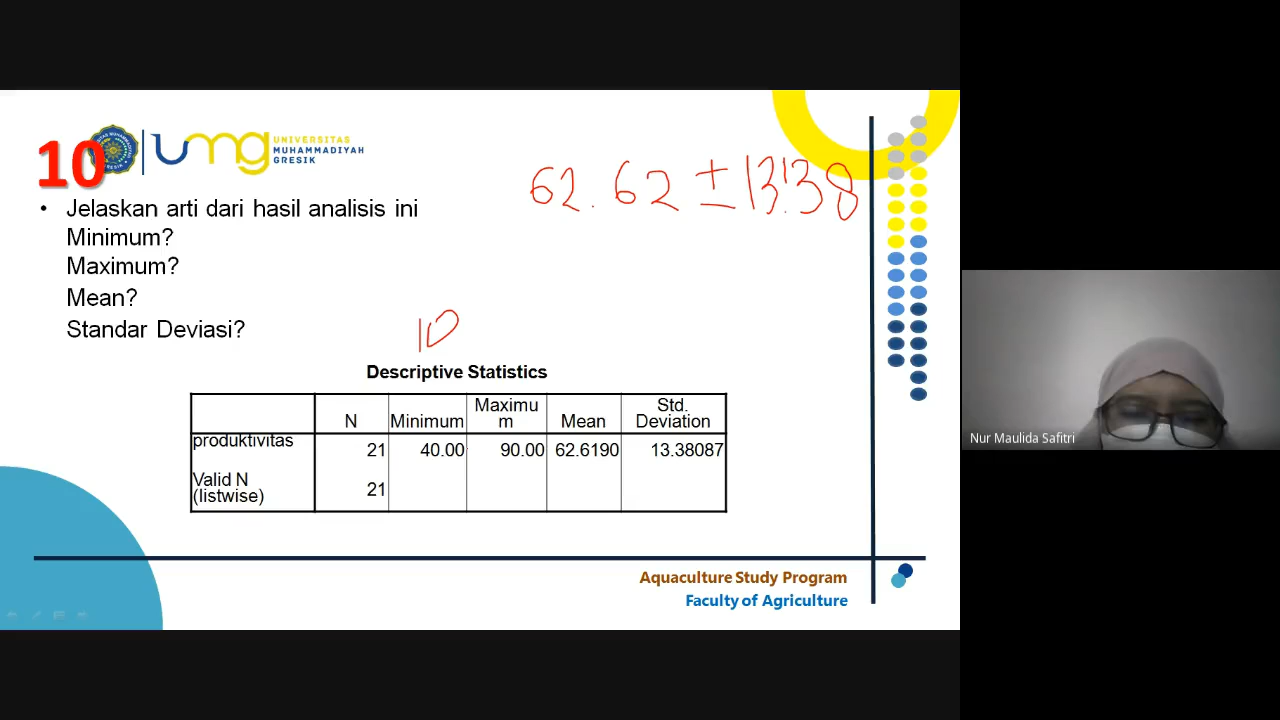 umg UNIVERSITAS
MUHAMMADIYAH
GRESIK
10
62.62 ± 13.38
• Jelaskan arti dari hasil analisis ini
Minimum?
Maximum?
Mean?
Standar Deviasi?
10
Descriptive Statistics
N Minimum Maximu m Mean Std. Deviation
produktivitas 21 40.00 90.00 62.6190 13.38087
Valid N (listwise) 21
Aquaculture Study Program
Faculty of Agriculture
Nur Maulida Safitri